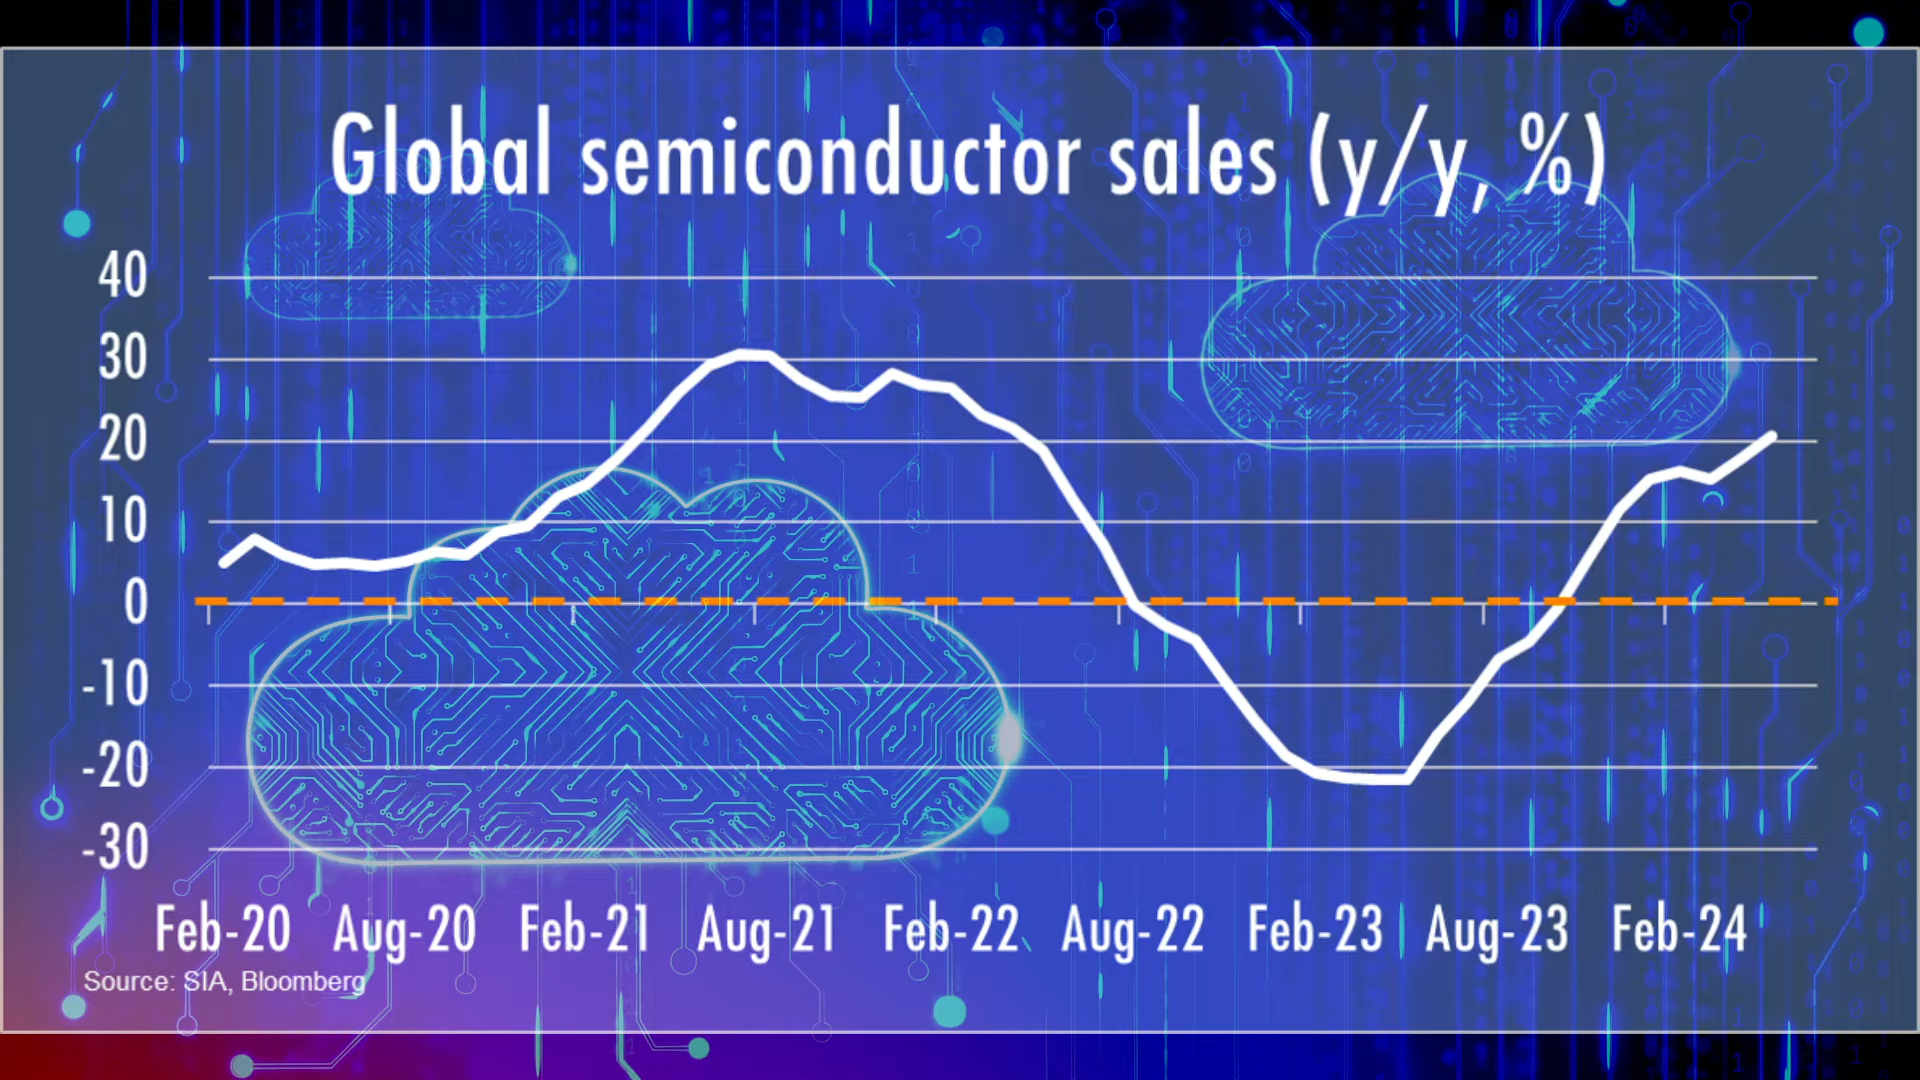 Global semiconductor sales (y/y, %)
40
30
20
10
0
-10
-20
-30
Feb-20 Aug-20 Feb-21 Aug-21 Feb-22 Aug-22 Feb-23 Aug-23 Feb-24
Source: SIA, Bloomberg